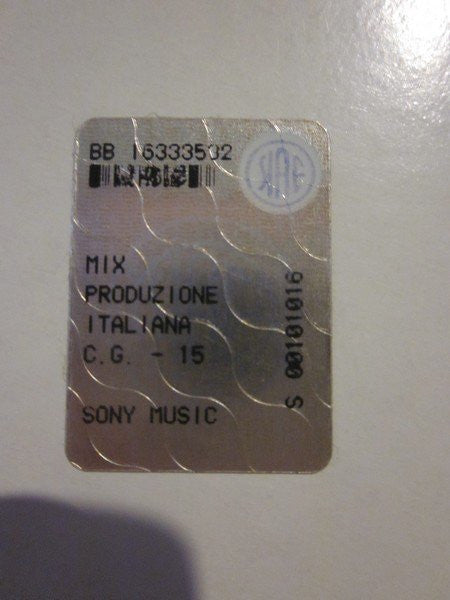 BB 16333502
MIX
PRODUZIONE
ITALIANA
C.G. - 15
SONY MUSIC
S 00101016